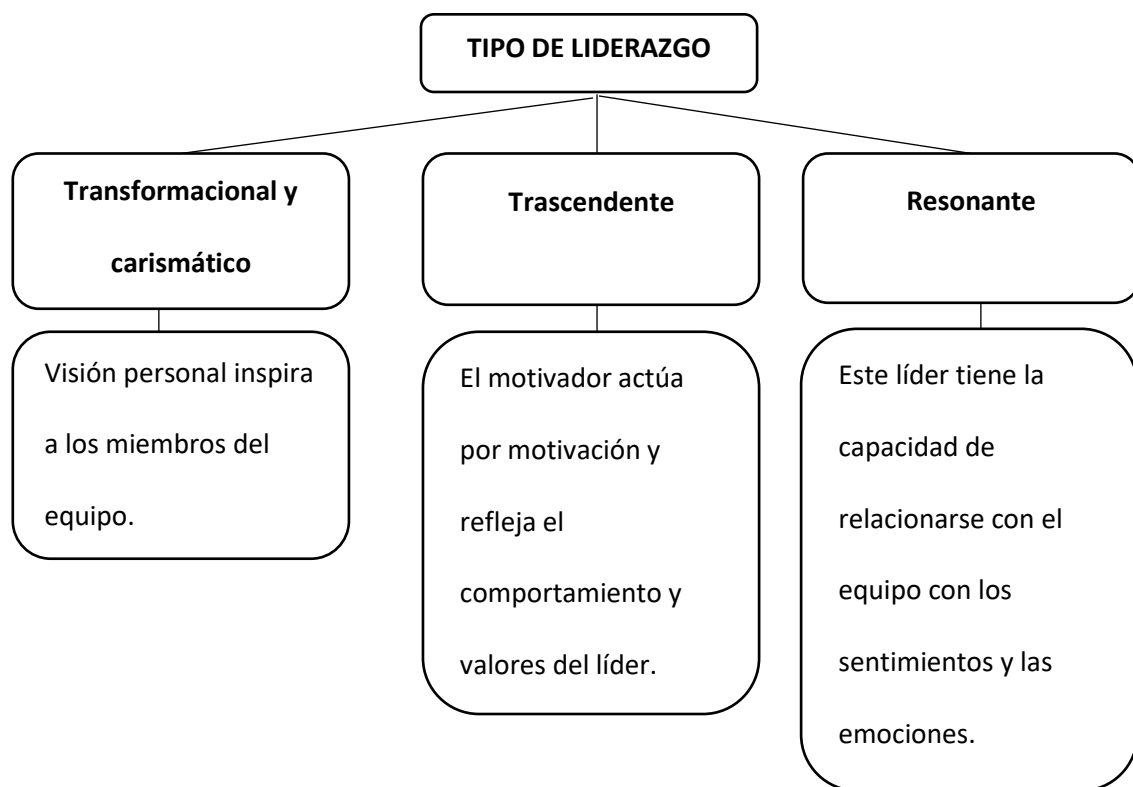 TIPO DE LIDERAZGO
Transformacional y
carismático
Trascendente
Resonante
Visión personal inspira
a los miembros del
equipo.
El motivador actúa
por motivación y
refleja el
comportamiento y
valores del líder.
Este líder tiene la
capacidad de
relacionarse con el
equipo con los
sentimientos y las
emociones.